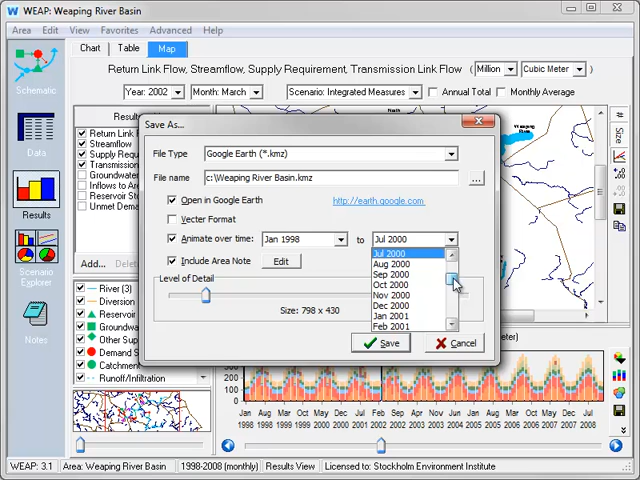 WEAP: Weaping River Basin
Area Edit View Favorites Advanced Help
Chart Table Map
Return Link Flow, Streamflow, Supply Requirement, Transmission Link Flow Million Cubic Meter
Year: 2002 Month: March Scenario: Integrated Measures Annual Total Monthly Average
Schematic
Data
Results
Scenario Explorer
Notes
Return Link
Streamflow
Supply Requ
Transmission
Groundwater
Inflows to Ar
Reservoir St
Unmet Dema
Add...
River (3)
Diversion
Reservoir
Groundwa
Other Sup
Demand S
Catchment
Runoff/Infiltration
Weaping River
# Size
Save As...
File Type Google Earth (*.kmz)
File name c:\Weaping River Basin.kmz ...
Open in Google Earth http://earth.google.com
Vecter Format
Animate over time: Jan 1998 to Jul 2000
Include Area Note Edit
Level of Detail
Size: 798 x 430
Jul 2000
Aug 2000
Sep 2000
Oct 2000
Nov 2000
Dec 2000
Jan 2001
Feb 2001
Save Cancel
eter)
300
200
100
0
Jan 1998 Aug 1998 Mar 1999 Oct 1999 May 2000 Dec 2000 Jul 2001 Feb 2002 Sep 2002 Apr 2003 Nov 2003 Jun 2004 Jan 2005 Aug 2005 Mar 2006 Oct 2006 May 2007 Dec 2007 Jul 2008
WEAP: 3.1 Area: Weaping River Basin 1998-2008 (monthly) Results View Licensed to: Stockholm Environment Institute